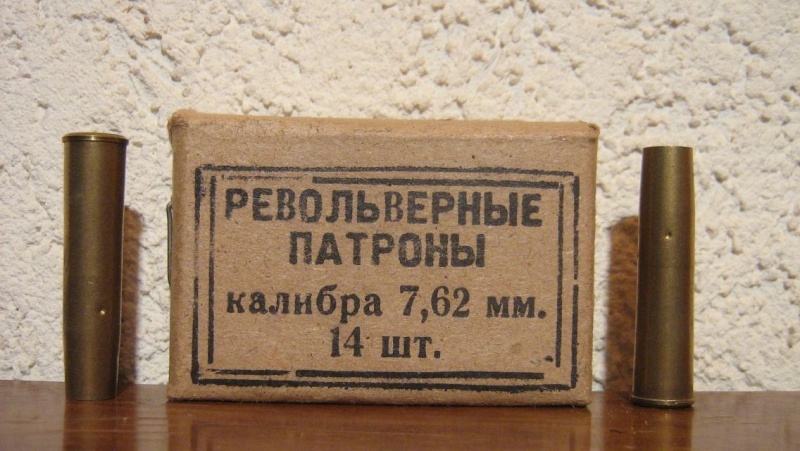 РЕВОЛЬВЕРНЫЕ
ПАТРОНЫ
калибра 7,62 мм.
14 шт.